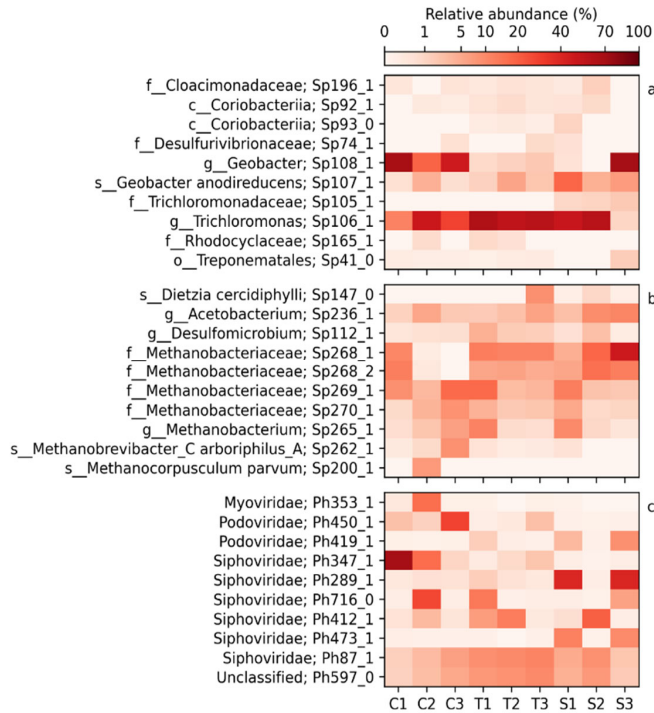 Relative abundance (%)
0 1 5 10 20 40 70 100
a
f__Cloacimonadaceae; Sp196_1
c__Coriobacteriia; Sp92_1
c__Coriobacteriia; Sp93_0
f__Desulfurivibrionaceae; Sp74_1
g__Geobacter; Sp108_1
s__Geobacter anodireducens; Sp107_1
f__Trichloromonadaceae; Sp105_1
g__Trichloromonas; Sp106_1
f__Rhodocyclaceae; Sp165_1
o__Treponematales; Sp41_0
b
s__Dietzia cercidiphylli; Sp147_0
g__Acetobacterium; Sp236_1
g__Desulfomicrobium; Sp112_1
f__Methanobacteriaceae; Sp268_1
f__Methanobacteriaceae; Sp268_2
f__Methanobacteriaceae; Sp269_1
f__Methanobacteriaceae; Sp270_1
g__Methanobacterium; Sp265_1
s__Methanobrevibacter_C arboriphilus_A; Sp262_1
s__Methanocorpusculum parvum; Sp200_1
c
Myoviridae; Ph353_1
Podoviridae; Ph450_1
Podoviridae; Ph419_1
Siphoviridae; Ph347_1
Siphoviridae; Ph289_1
Siphoviridae; Ph716_0
Siphoviridae; Ph412_1
Siphoviridae; Ph473_1
Siphoviridae; Ph87_1
Unclassified; Ph597_0
C1 C2 C3 T1 T2 T3 S1 S2 S3